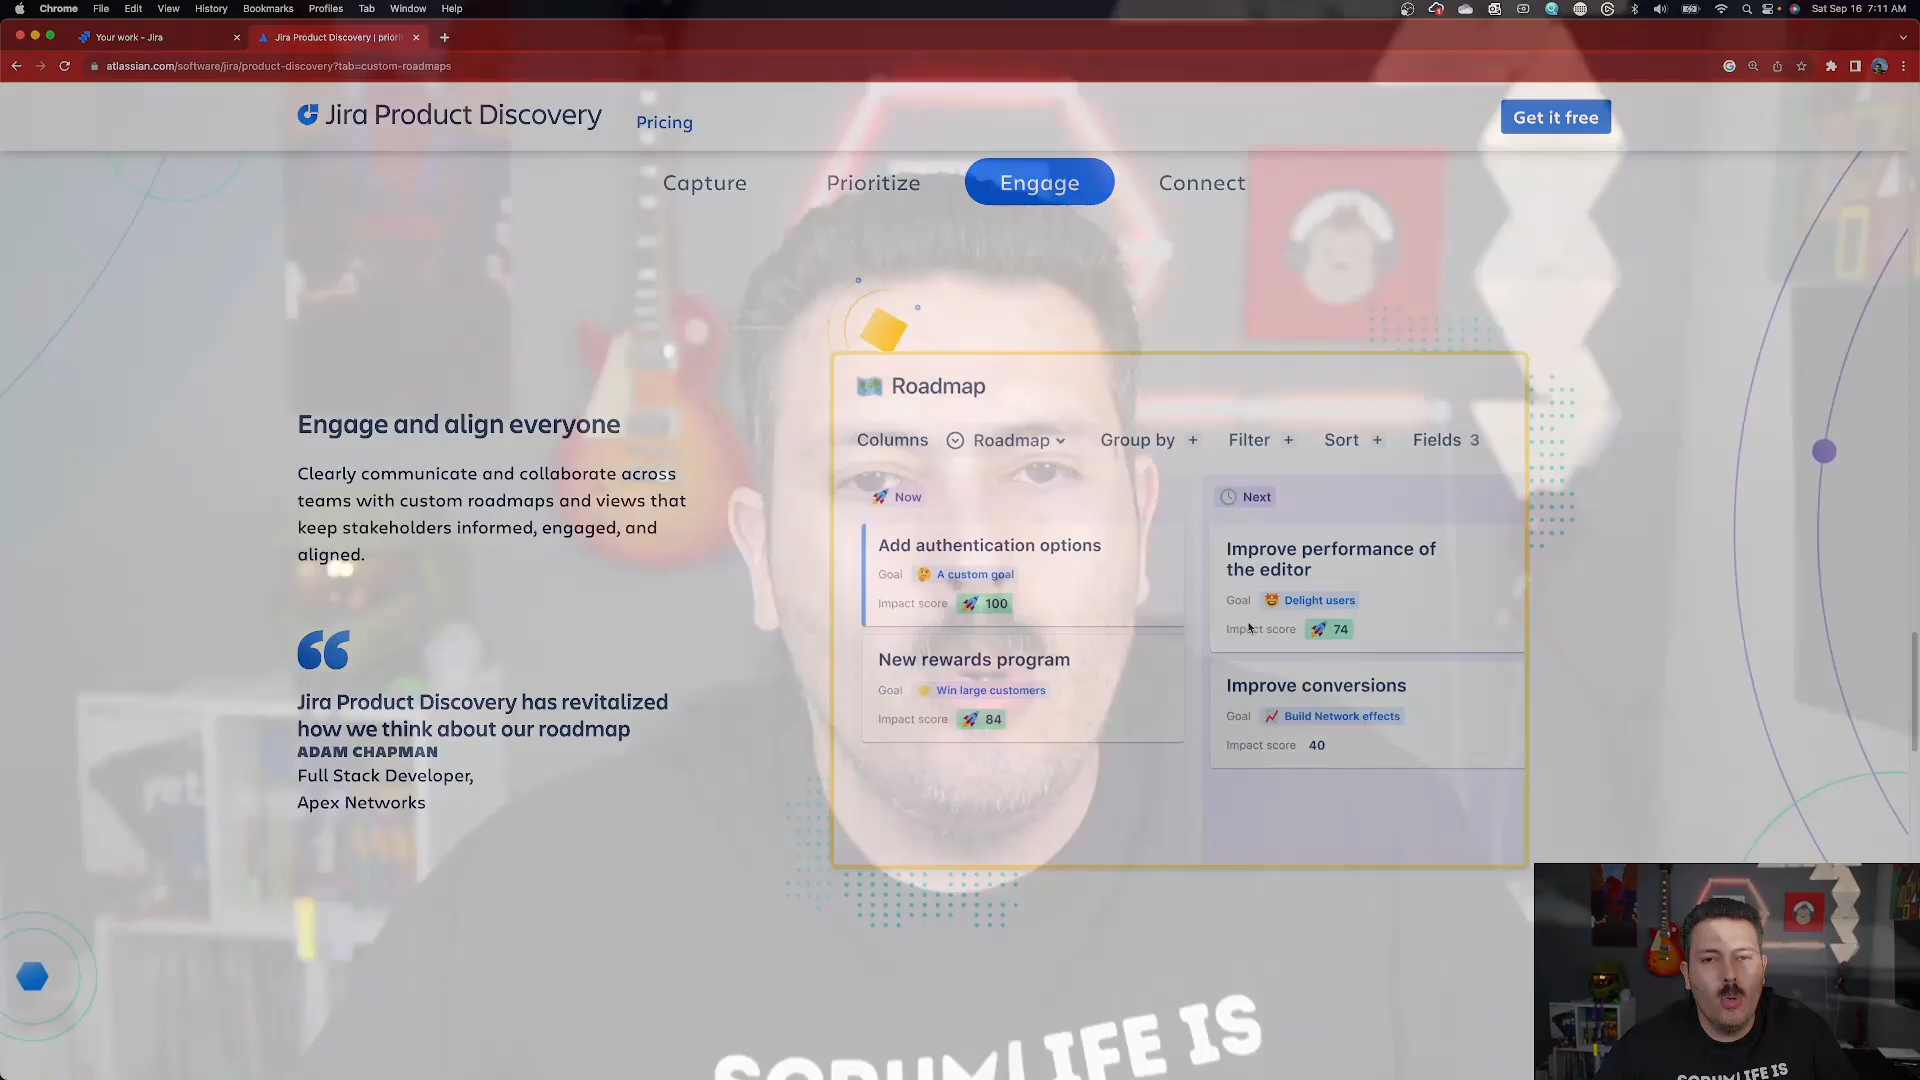 Chrome File Edit View History Bookmarks Profiles Tab Window Help
Sat Sep 16 7:11 AM
Your work - Jira
Jira Product Discovery | priori
atlassian.com/software/jira/product-discovery?tab=custom-roadmaps
Jira Product Discovery
Pricing
Get it free
Capture
Prioritize
Engage
Connect
Engage and align everyone
Clearly communicate and collaborate across
teams with custom roadmaps and views that
keep stakeholders informed, engaged, and
aligned.
Jira Product Discovery has revitalized
how we think about our roadmap
ADAM CHAPMAN
Full Stack Developer,
Apex Networks
Roadmap
Columns Roadmap Group by + Filter + Sort + Fields 3
Now
Add authentication options
Goal A custom goal
Impact score 100
New rewards program
Goal Win large customers
Impact score 84
Next
Improve performance of
the editor
Goal Delight users
Impact score 74
Improve conversions
Goal Build Network effects
Impact score 40
SCRUM LIFE IS
SCRUM LIFE IS